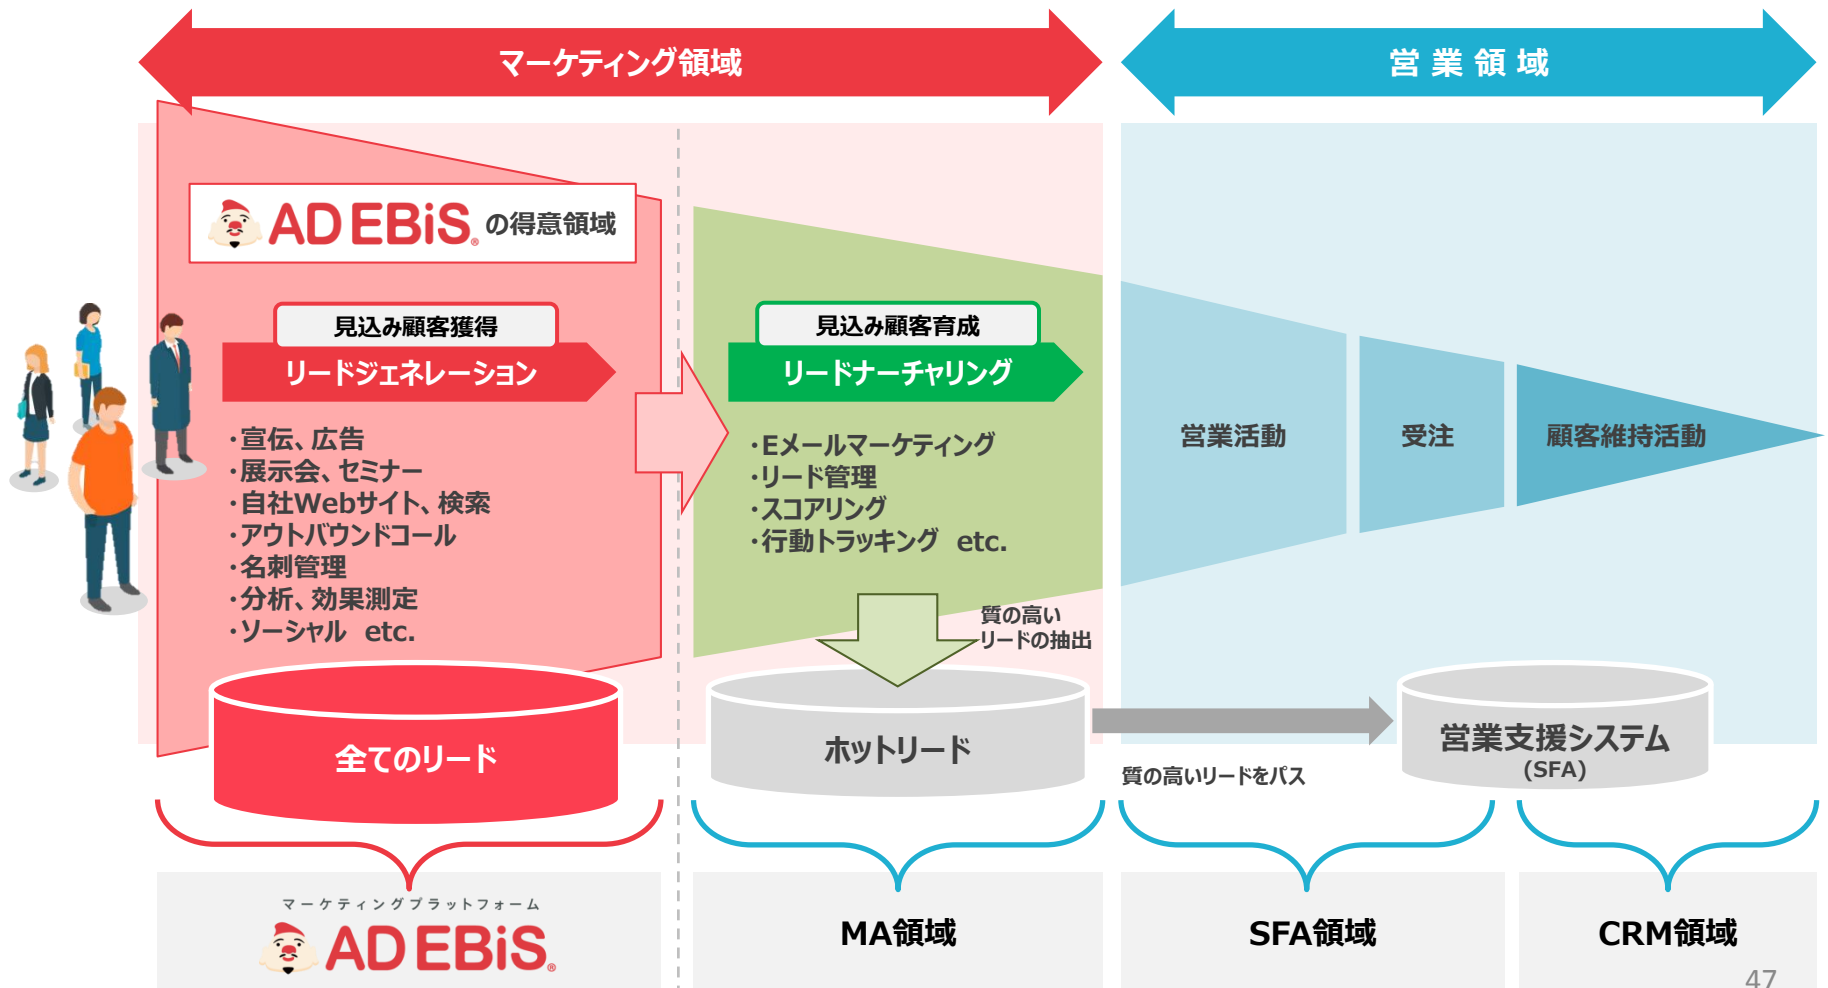 マーケティング領域
営業領域
AD EBiS® の得意領域
見込み顧客獲得
リードジェネレーション
・宣伝、広告
・展示会、セミナー
・自社Webサイト、検索
・アウトバウンドコール
・名刺管理
・分析、効果測定
・ソーシャル etc.
見込み顧客育成
リードナーチャリング
・Eメールマーケティング
・リード管理
・スコアリング
・行動トラッキング etc.
質の高い
リードの抽出
営業活動
受注
顧客維持活動
全てのリード
ホットリード
質の高いリードをパス
営業支援システム
(SFA)
マーケティングプラットフォーム
AD EBiS®
MA領域
SFA領域
CRM領域
47